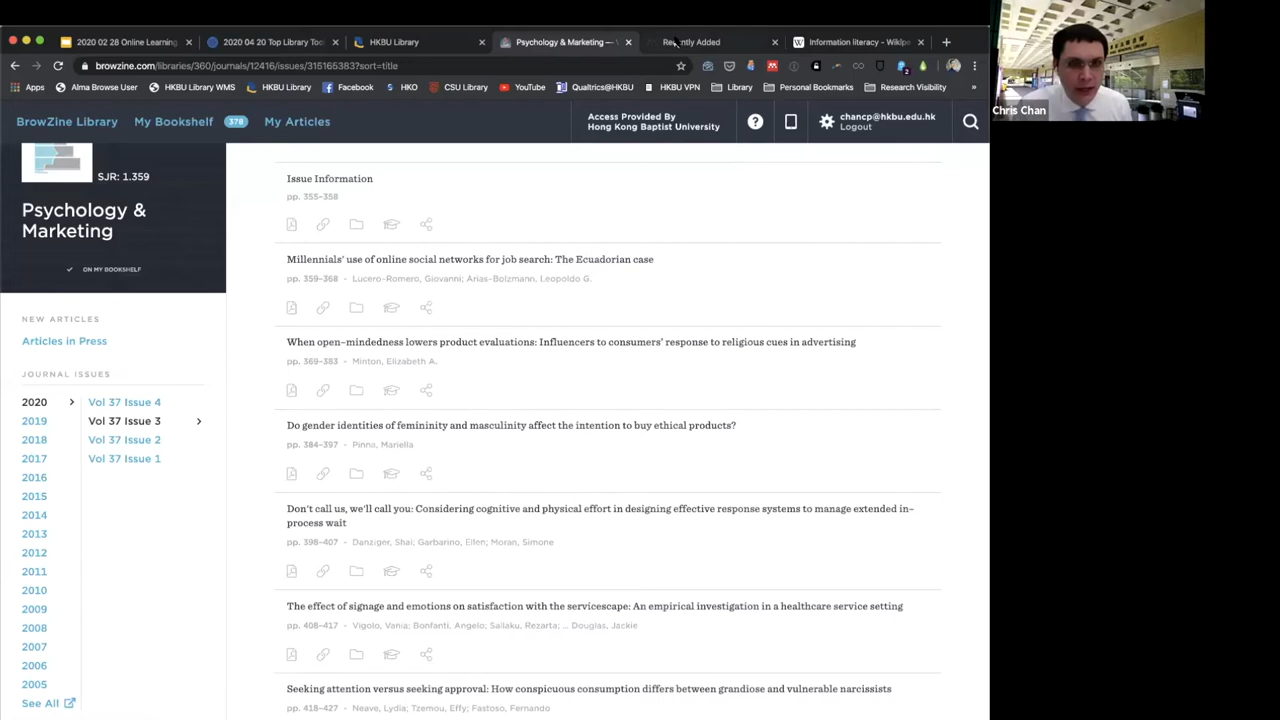 2020 02 28 Online Learning
2020 04 20 Top Library Too
HKBU Library
Psychology & Marketing —
Recently Added
Information literacy - Wikipe
browzine.com/libraries/360/journals/12416/issues/315165383?sort=title
Apps
Alma Browse User
HKBU Library WMS
HKBU Library
Facebook
HKO
CSU Library
YouTube
Qualtrics@HKBU
HKBU VPN
Library
Personal Bookmarks
Research Visibility
»
Chris Chan
BrowZine Library
My Bookshelf
378
My Articles
Access Provided By
Hong Kong Baptist University
chancp@hkbu.edu.hk
Logout
SJR: 1.359
Psychology &
Marketing
ON MY BOOKSHELF
NEW ARTICLES
Articles in Press
JOURNAL ISSUES
2020
2019
2018
2017
2016
2015
2014
2013
2012
2011
2010
2009
2008
2007
2006
2005
See All
Vol 37 Issue 4
Vol 37 Issue 3
Vol 37 Issue 2
Vol 37 Issue 1
Issue Information
pp. 355-358
Millennials' use of online social networks for job search: The Ecuadorian case
pp. 359-368 - Lucero-Romero, Giovanni; Arias-Bolzmann, Leopoldo G.
When open-mindedness lowers product evaluations: Influencers to consumers' response to religious cues in advertising
pp. 369-383 - Minton, Elizabeth A.
Do gender identities of femininity and masculinity affect the intention to buy ethical products?
pp. 384-397 - Pinna, Mariella
Don't call us, we'll call you: Considering cognitive and physical effort in designing effective response systems to manage extended in-
process wait
pp. 398-407 - Danziger, Shai; Garbarino, Ellen; Moran, Simone
The effect of signage and emotions on satisfaction with the servicescape: An empirical investigation in a healthcare service setting
pp. 408-417 - Vigolo, Vania; Bonfanti, Angelo; Sallaku, Rezarta; ... Douglas, Jackie
Seeking attention versus seeking approval: How conspicuous consumption differs between grandiose and vulnerable narcissists
pp. 418-427 - Neave, Lydia; Tzemou, Effy; Fastoso, Fernando